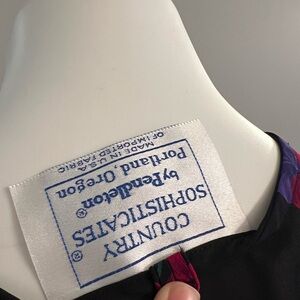 COUNTRY
SOPHISTICATES ®
by Pendleton®
Portland, Oregon
MADE IN U.S.A.
OF IMPORTED FABRIC